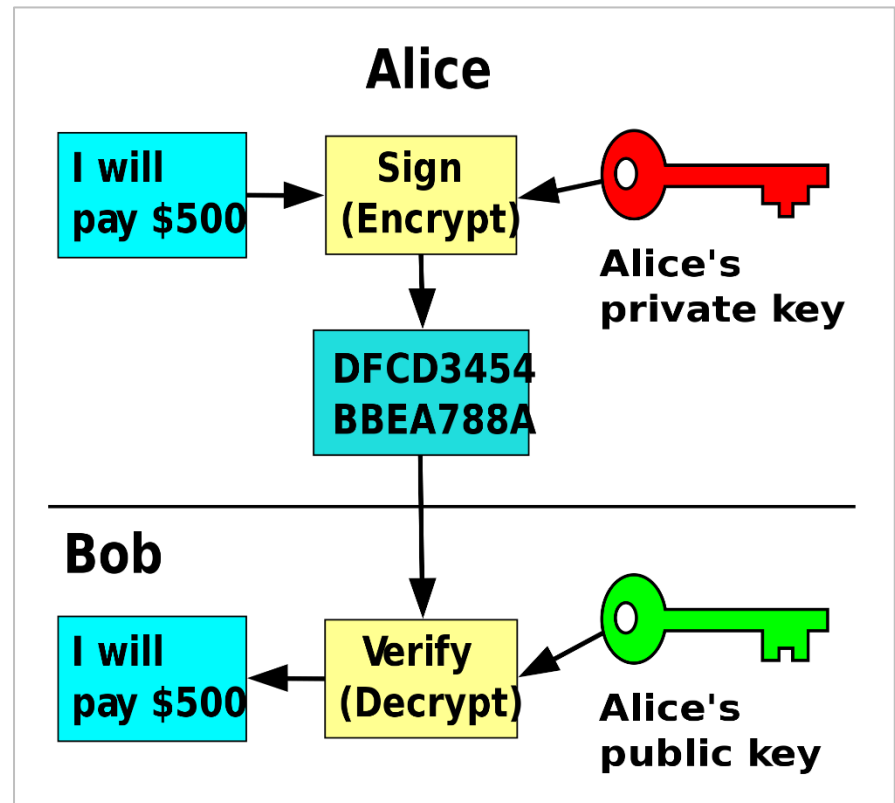 Alice
I will
pay $500
Sign
(Encrypt)
Alice's
private key
DFCD3454
BBEA788A
Bob
I will
pay $500
Verify
(Decrypt)
Alice's
public key